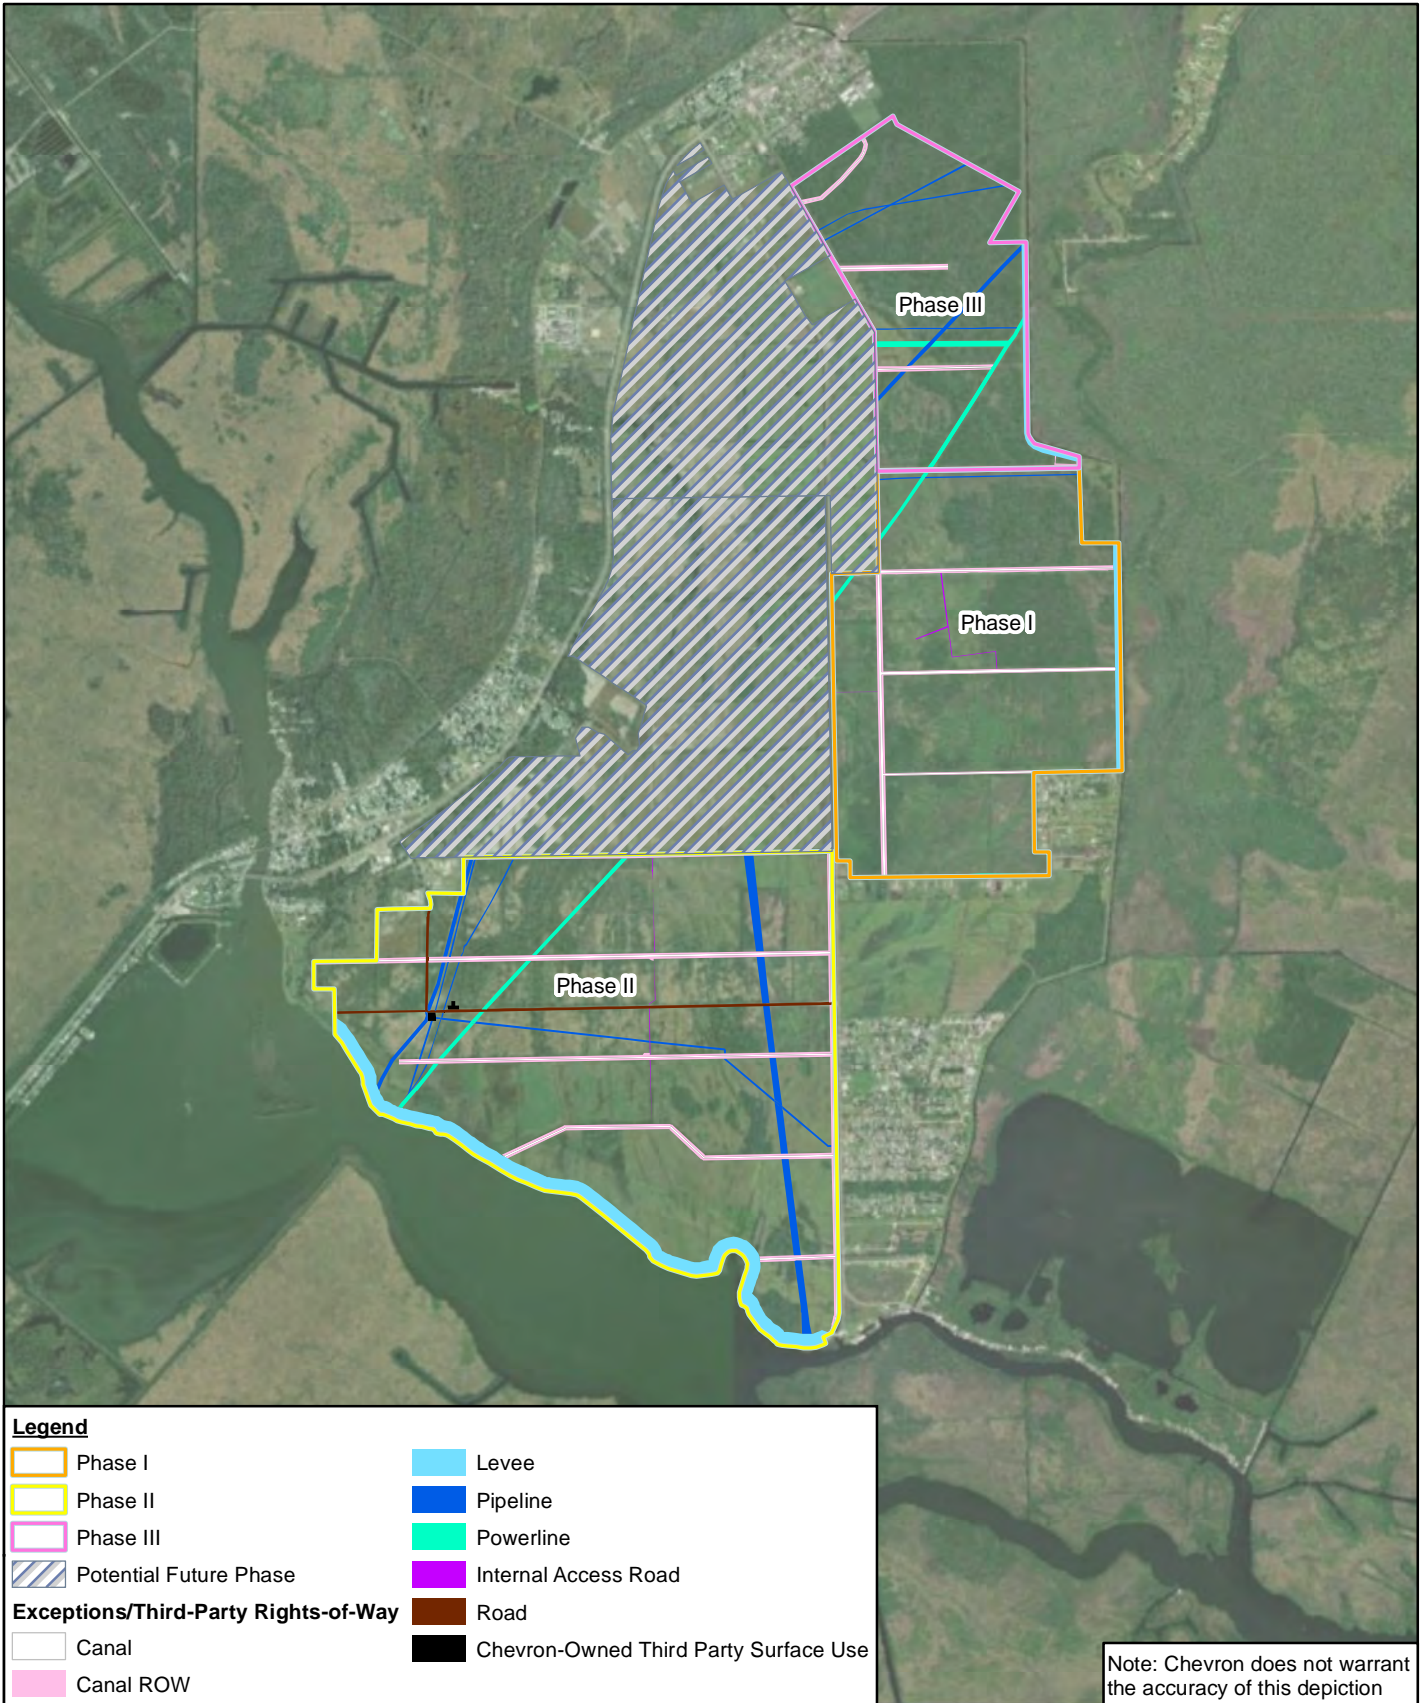 Phase III
Phase I
Phase II
Legend
Phase I
Phase II
Phase III
Potential Future Phase
Exceptions/Third-Party Rights-of-Way
Canal
Canal ROW
Levee
Pipeline
Powerline
Internal Access Road
Road
Chevron-Owned Third Party Surface Use
Note: Chevron does not warrant
the accuracy of this depiction